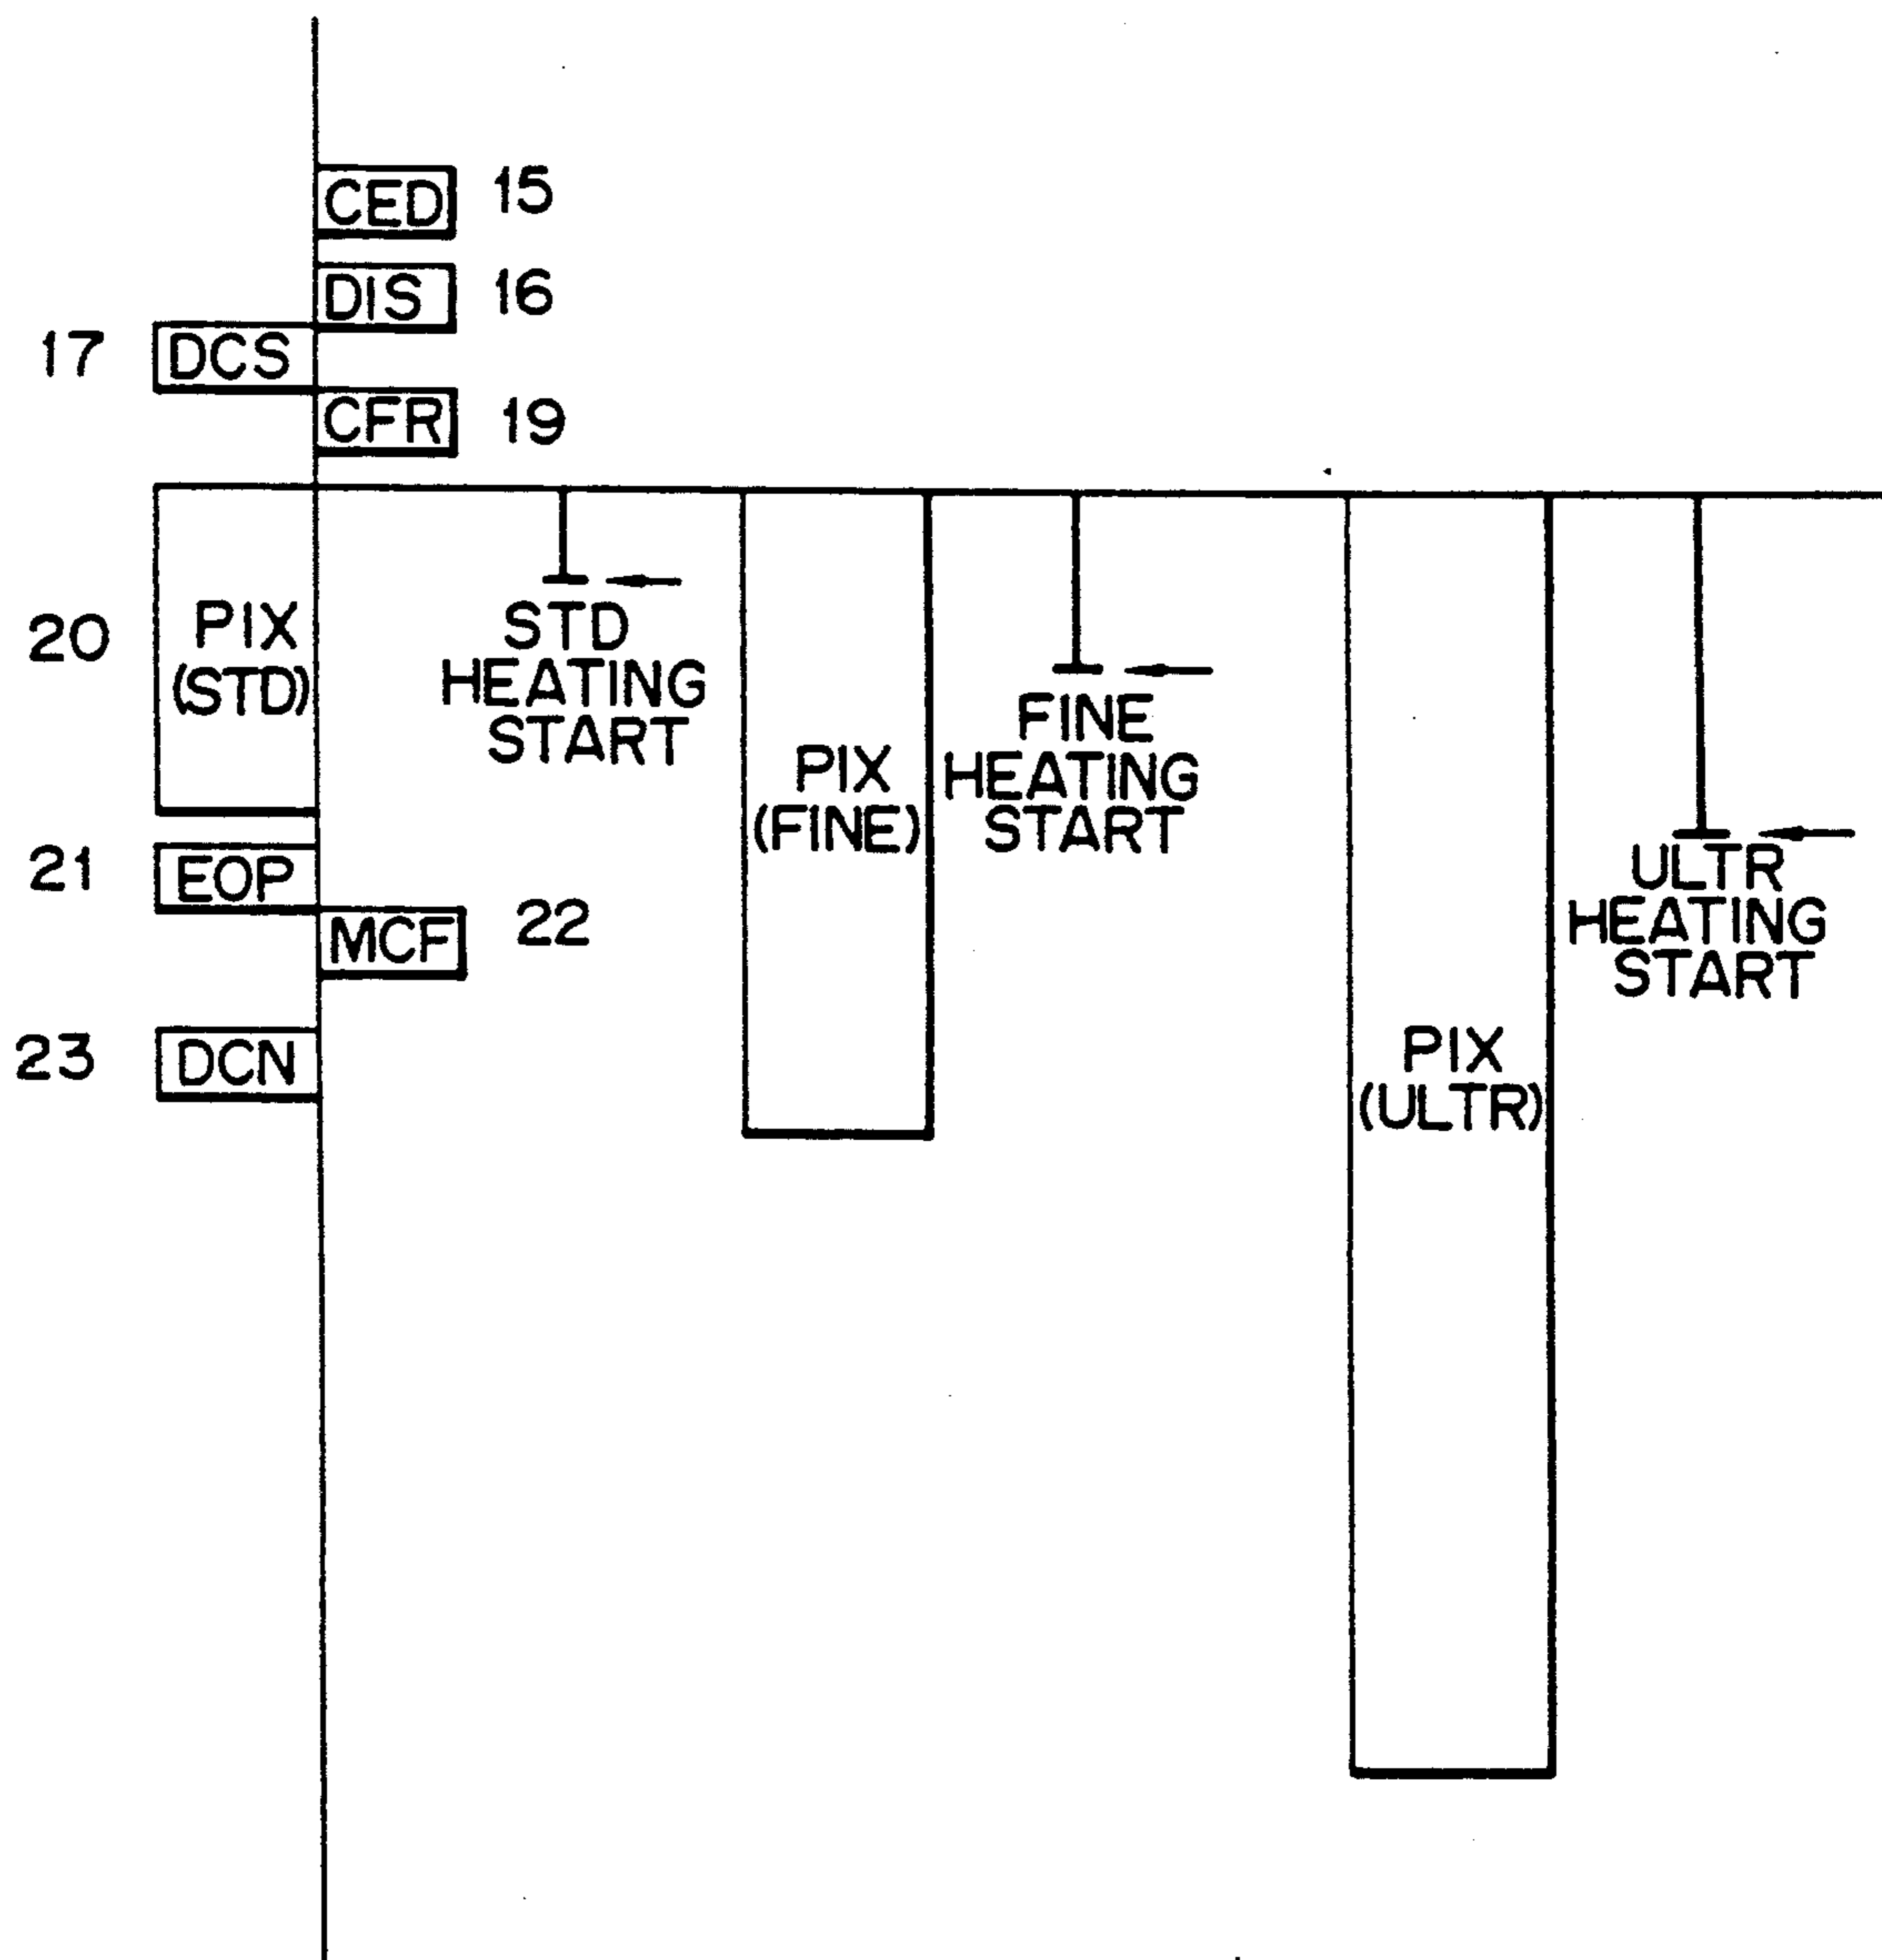 CED 15
DIS 16
17 DCS
CFR 19
20 PIX
(STD)
STD
HEATING
START
PIX
(FINE)
FINE
HEATING
START
PIX
(ULTR)
ULTR
HEATING
START
21 EOP
MCF 22
23 DCN